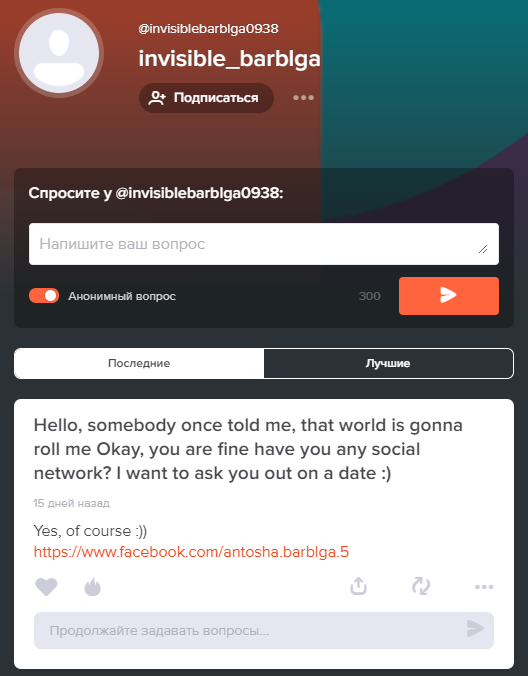 @invisiblebarblga0938
invisible_barblga
Подписаться
Спросите у @invisiblebarblga0938:
Напишите ваш вопрос
Анонимный вопрос
300
Последние
Лучшие
Hello, somebody once told me, that world is gonna
roll me Okay, you are fine have you any social
network? I want to ask you out on a date :)
15 дней назад
Yes, of course :))
https://www.facebook.com/antosha.barblga.5
Продолжайте задавать вопросы...